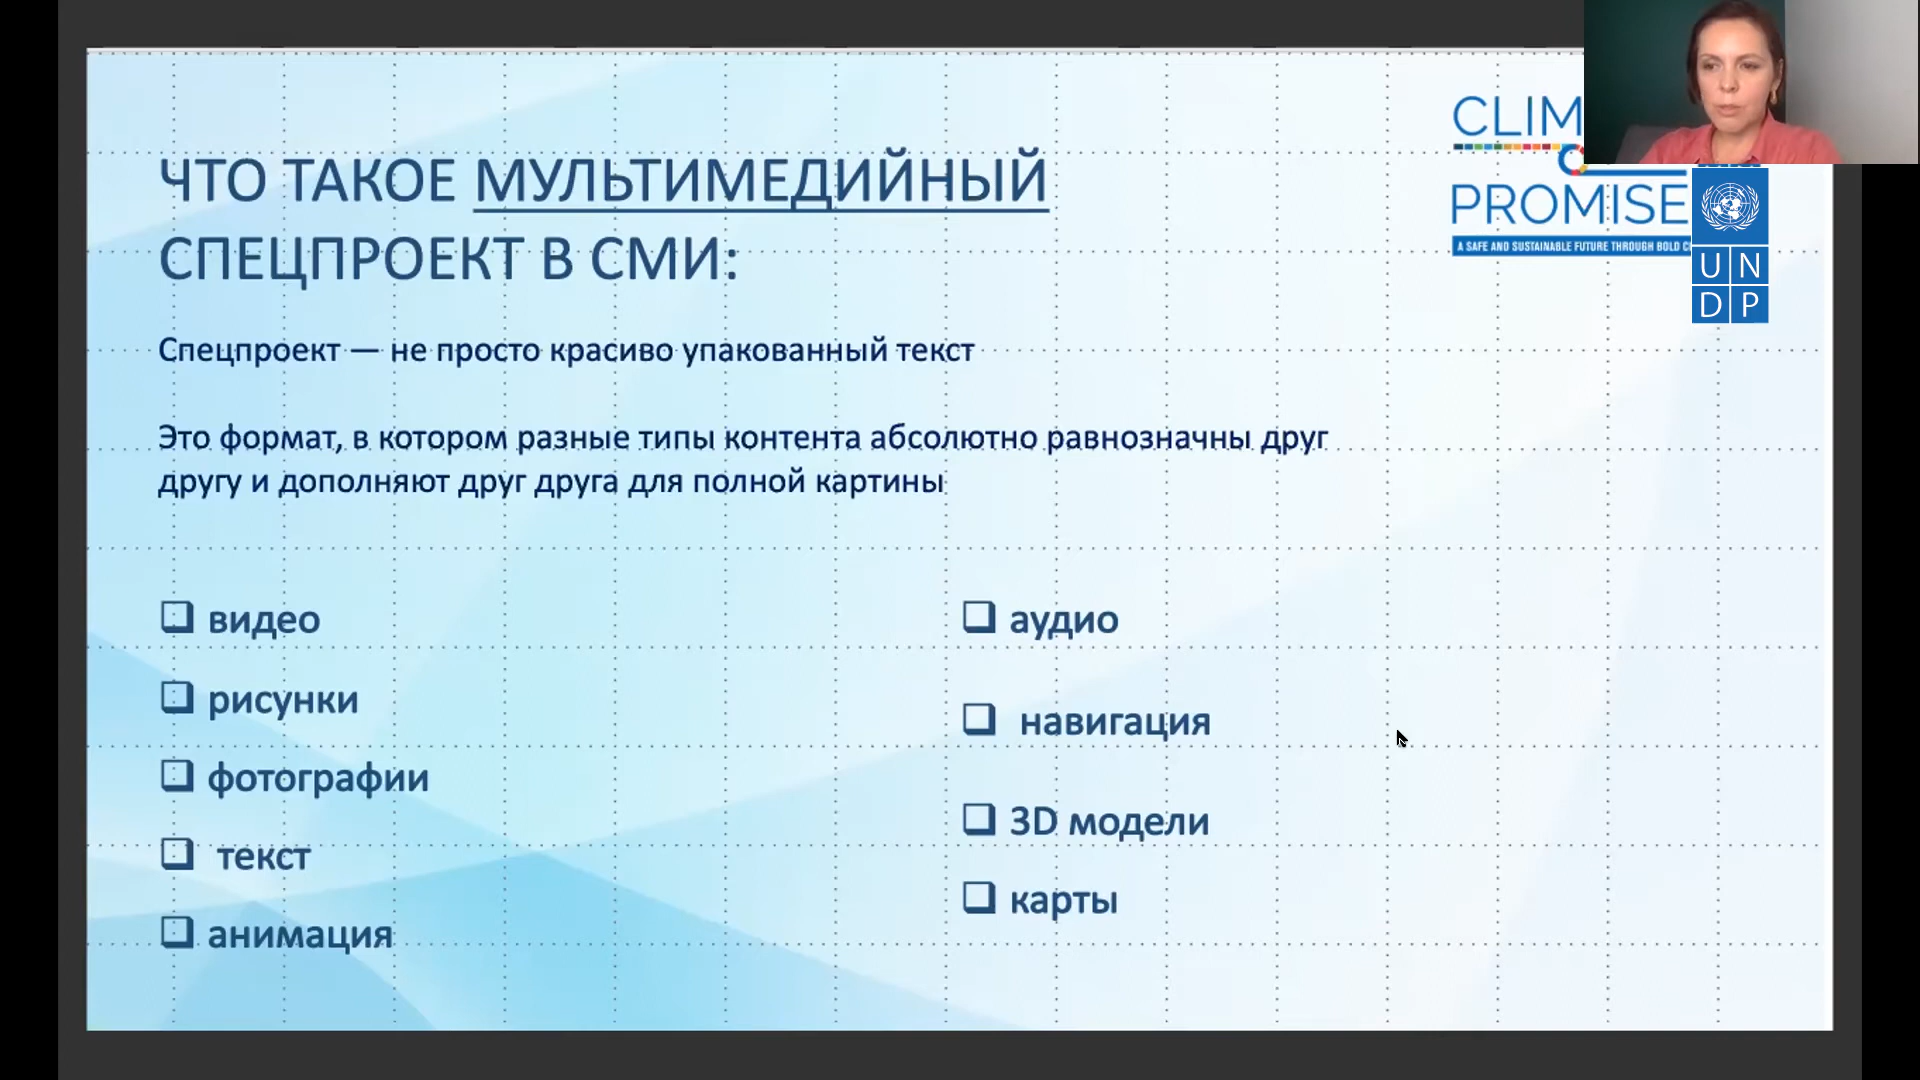 ЧТО ТАКОЕ МУЛЬТИМЕДИЙНЫЙ
СПЕЦПРОЕКТ В СМИ:
Спецпроект — не просто красиво упакованный текст
Это формат, в котором разные типы контента абсолютно равнозначны друг
другу и дополняют друг друга для полной картины
видео
рисунки
фотографии
текст
анимация
аудио
навигация
3D модели
карты
CLIM
PROMISE
A SAFE AND SUSTAINABLE FUTURE THROUGH BOLD
U N
D P